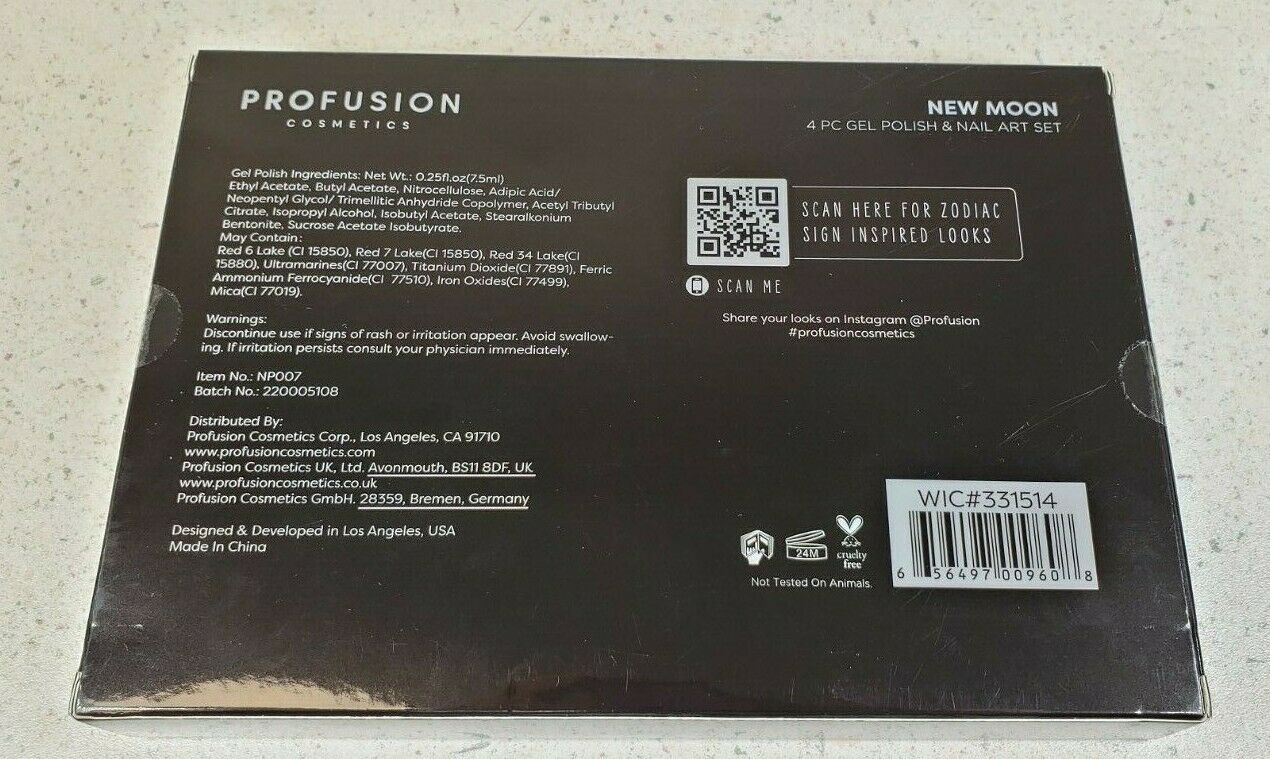 PROFUSION
COSMETICS
NEW MOON
4 PC GEL POLISH & NAIL ART SET
Gel Polish Ingredients: Net Wt.: 0.25fl.oz(7.5ml)
Ethyl Acetate, Butyl Acetate, Nitrocellulose, Adipic Acid/
Neopentyl Glycol/ Trimellitic Anhydride Copolymer, Acetyl Tributyl
Citrate, Isopropyl Alcohol, Isobutyl Acetate, Stearalkonium
Bentonite, Sucrose Acetate Isobutyrate.
May Contain:
Red 6 Lake (CI 15850), Red 7 Lake(CI 15850), Red 34 Lake(CI
15880), Ultramarines(CI 77007), Titanium Dioxide(CI 77891), Ferric
Ammonium Ferrocyanide(CI 77510), Iron Oxides(CI 77499),
Mica(CI 77019).
Warnings:
Discontinue use if signs of rash or irritation appear. Avoid swallow-
ing. If irritation persists consult your physician immediately.
Item No.: NP007
Batch No.: 220005108
Distributed By:
Profusion Cosmetics Corp., Los Angeles, CA 91710
www.profusioncosmetics.com
Profusion Cosmetics UK, Ltd. Avonmouth, BS11 8DF, UK
www.profusioncosmetics.co.uk
Profusion Cosmetics GmbH. 28359, Bremen, Germany
Designed & Developed in Los Angeles, USA
Made In China
SCAN HERE FOR ZODIAC
SIGN INSPIRED LOOKS
SCAN ME
Share your looks on Instagram @Profusion
#profusioncosmetics
24M
cruelty
free
Not Tested On Animals.
WIC#331514
6 56497 00960 8